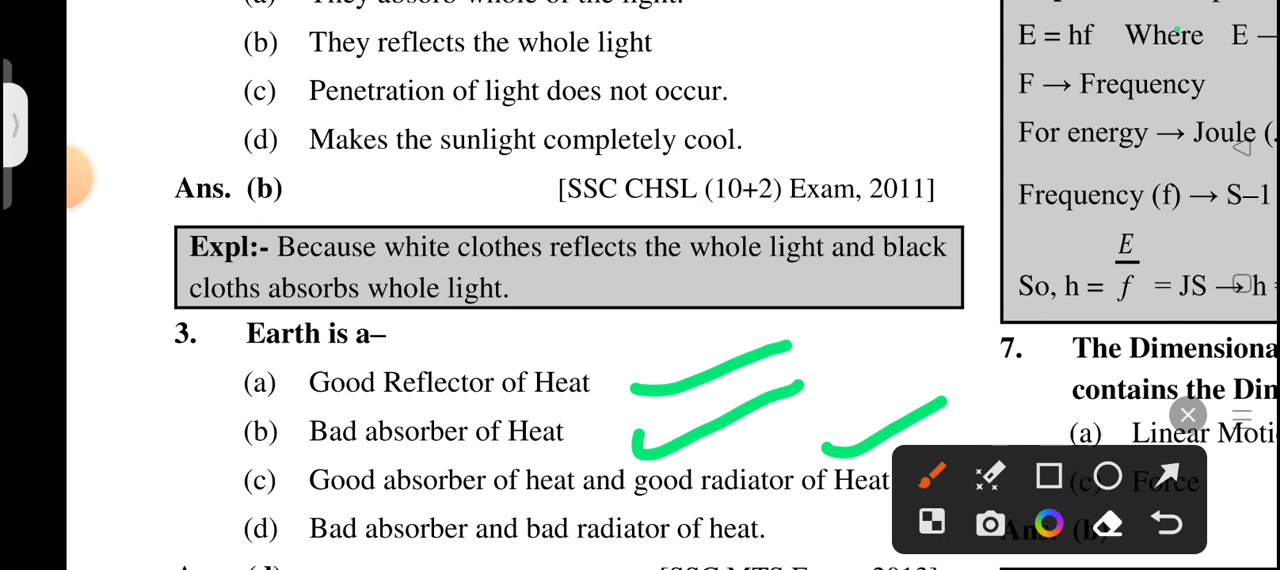 (b) They reflects the whole light
(c) Penetration of light does not occur.
(d) Makes the sunlight completely cool.
Ans. (b) [SSC CHSL (10+2) Exam, 2011]
Expl:- Because white clothes reflects the whole light and black
cloths absorbs whole light.
3. Earth is a–
(a) Good Reflector of Heat
(b) Bad absorber of Heat
(c) Good absorber of heat and good radiator of Heat
(d) Bad absorber and bad radiator of heat.
E = hf Where E —
F → Frequency
For energy → Joule (
Frequency (f) → S–1
So, h = E/f = JS → h
7. The Dimensiona
contains the Din
(a) Linear Moti
(c) Force
Ans. (b)